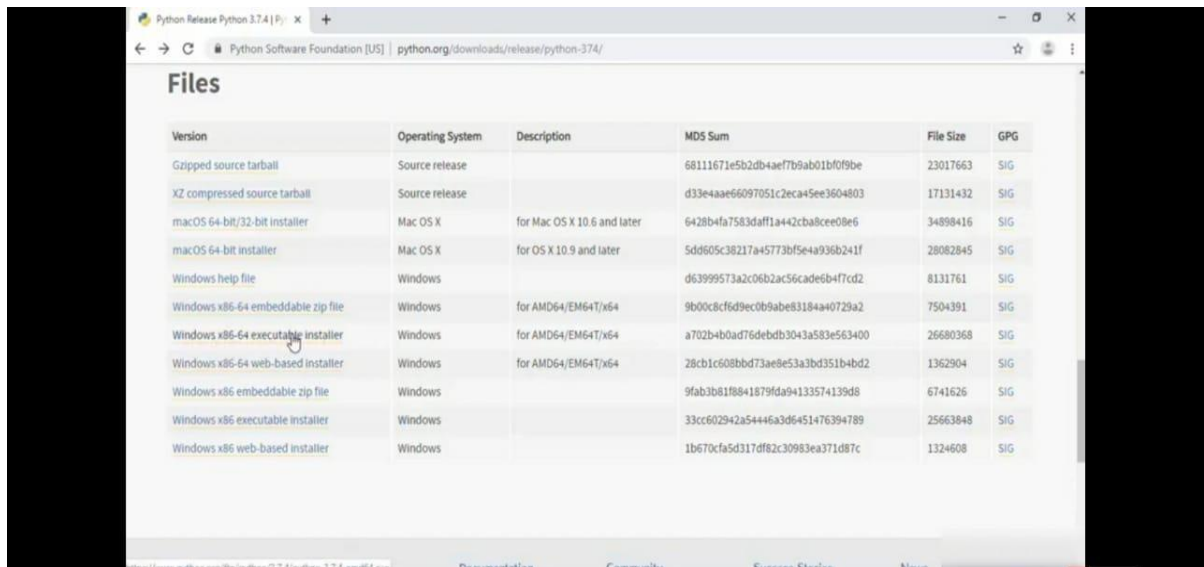 Python Release Python 3.7.4 | Py
Python Software Foundation [US] | python.org/downloads/release/python-374/
Files
Version Operating System Description MD5 Sum File Size GPG
Gzipped source tarball Source release 68111671e5b2db4aef7b9ab01bf0f9be 23017663 SIG
XZ compressed source tarball Source release d33e4aae66097051c2eca45ee3604803 17131432 SIG
macOS 64-bit/32-bit installer Mac OS X for Mac OS X 10.6 and later 6428b4fa7583daff1a442cba8cee08e6 34898416 SIG
macOS 64-bit installer Mac OS X for OS X 10.9 and later 5dd605c38217a45773bf5e4a936b241f 28082845 SIG
Windows help file Windows d63999573a2c06b2ac56cade6b4f7cd2 8131761 SIG
Windows x86-64 embeddable zip file Windows for AMD64/EM64T/x64 9b00c8cf6d9ec0b9abe83184a40729a2 7504391 SIG
Windows x86-64 executable installer Windows for AMD64/EM64T/x64 a702b4b0ad76debdb3043a583e563400 26680368 SIG
Windows x86-64 web-based installer Windows for AMD64/EM64T/x64 28cb1c608bbd73ae8e53a3bd351b4bd2 1362904 SIG
Windows x86 embeddable zip file Windows 9fab3b81f8841879fda94133574139d8 6741626 SIG
Windows x86 executable installer Windows 33cc602942a54446a3d6451476394789 25663848 SIG
Windows x86 web-based installer Windows 1b670cfa5d317df82c30983ea371d87c 1324608 SIG
Documentation Community Success Stories News